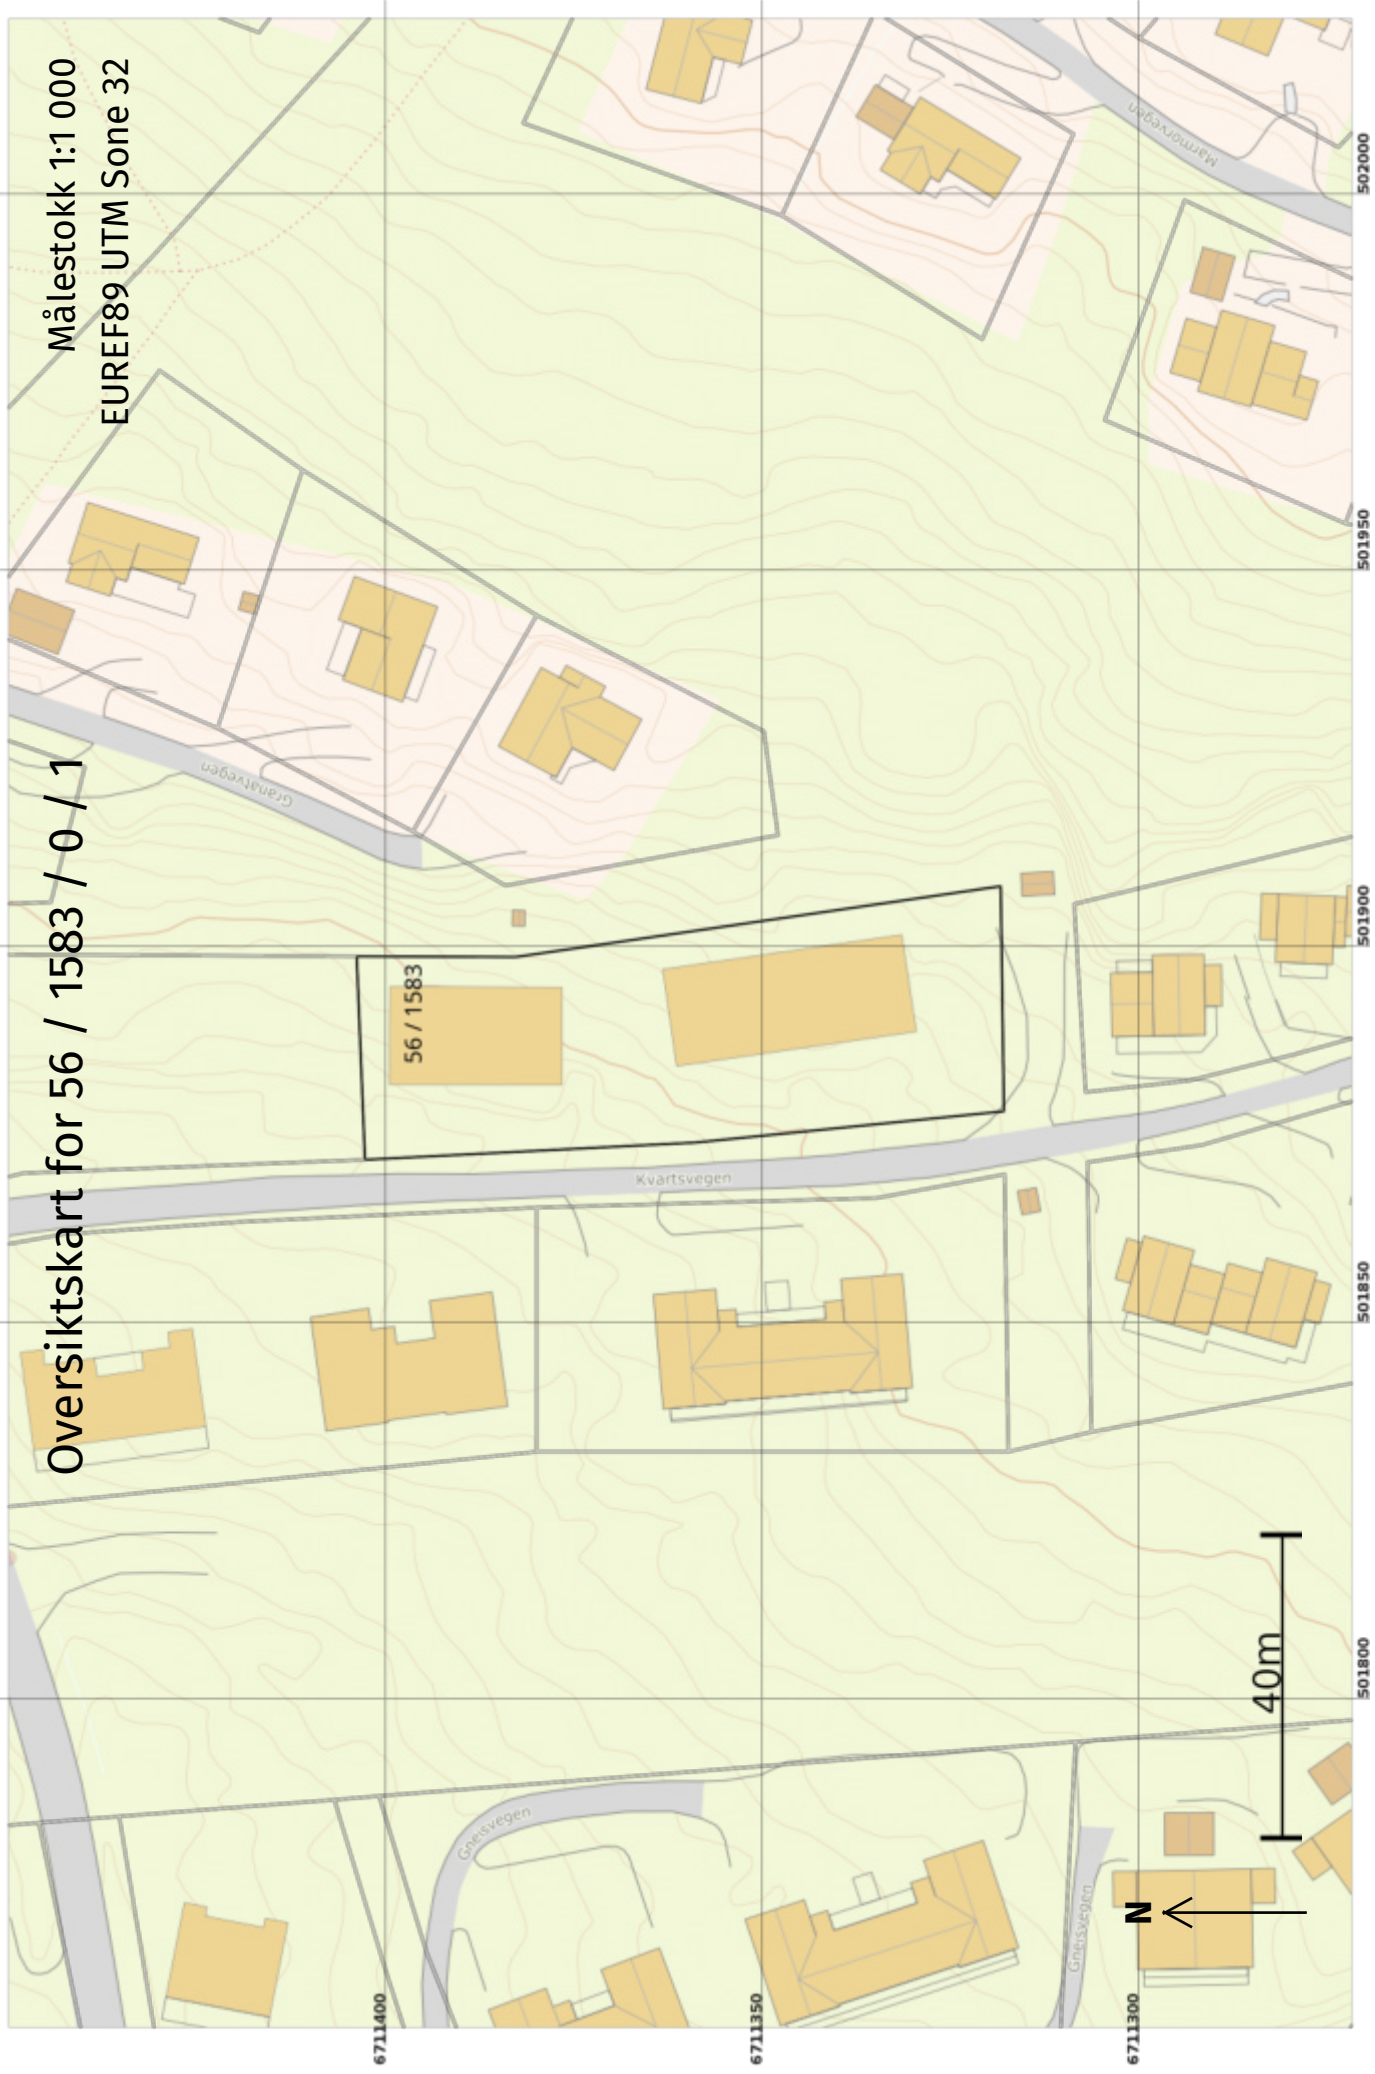 Oversiktskart for 56 / 1583 / 0 / 1
Målestokk 1:1 000
EUREF89 UTM Sone 32
Granatvegen
Marmorvegen
56 / 1583
Kvartsvegen
Gneisvegen
Gneisvegen
40m
N
6711400
6711350
6711300
501800
501850
501900
501950
502000